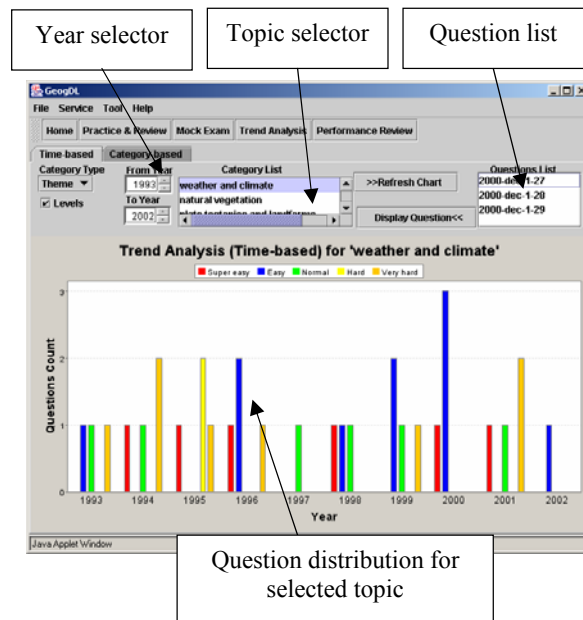 Year selector
Topic selector
Question list
GeogDL
File Service Tool Help
Home Practice & Review Mock Exam Trend Analysis Performance Review
Time-based Category-based
Category Type From Year Category List Questions List
Theme 1993 weather and climate >>Refresh Chart 2000-dec-1-27
Levels To Year natural vegetation 2000-dec-1-28
2002 plate tectonics and landforms Display Question<< 2000-dec-1-29
Trend Analysis (Time-based) for 'weather and climate'
Super easy Easy Normal Hard Very hard
3
2
1
0
Questions Count
1993 1994 1995 1996 1997 1998 1999 2000 2001 2002
Year
Java Applet Window
Question distribution for
selected topic